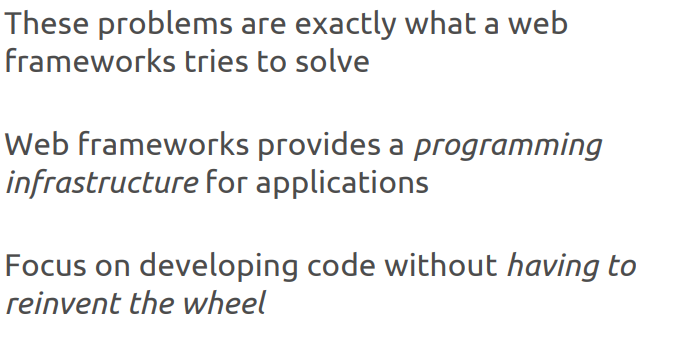 These problems are exactly what a web
frameworks tries to solve
Web frameworks provides a programming
infrastructure for applications
Focus on developing code without having to
reinvent the wheel